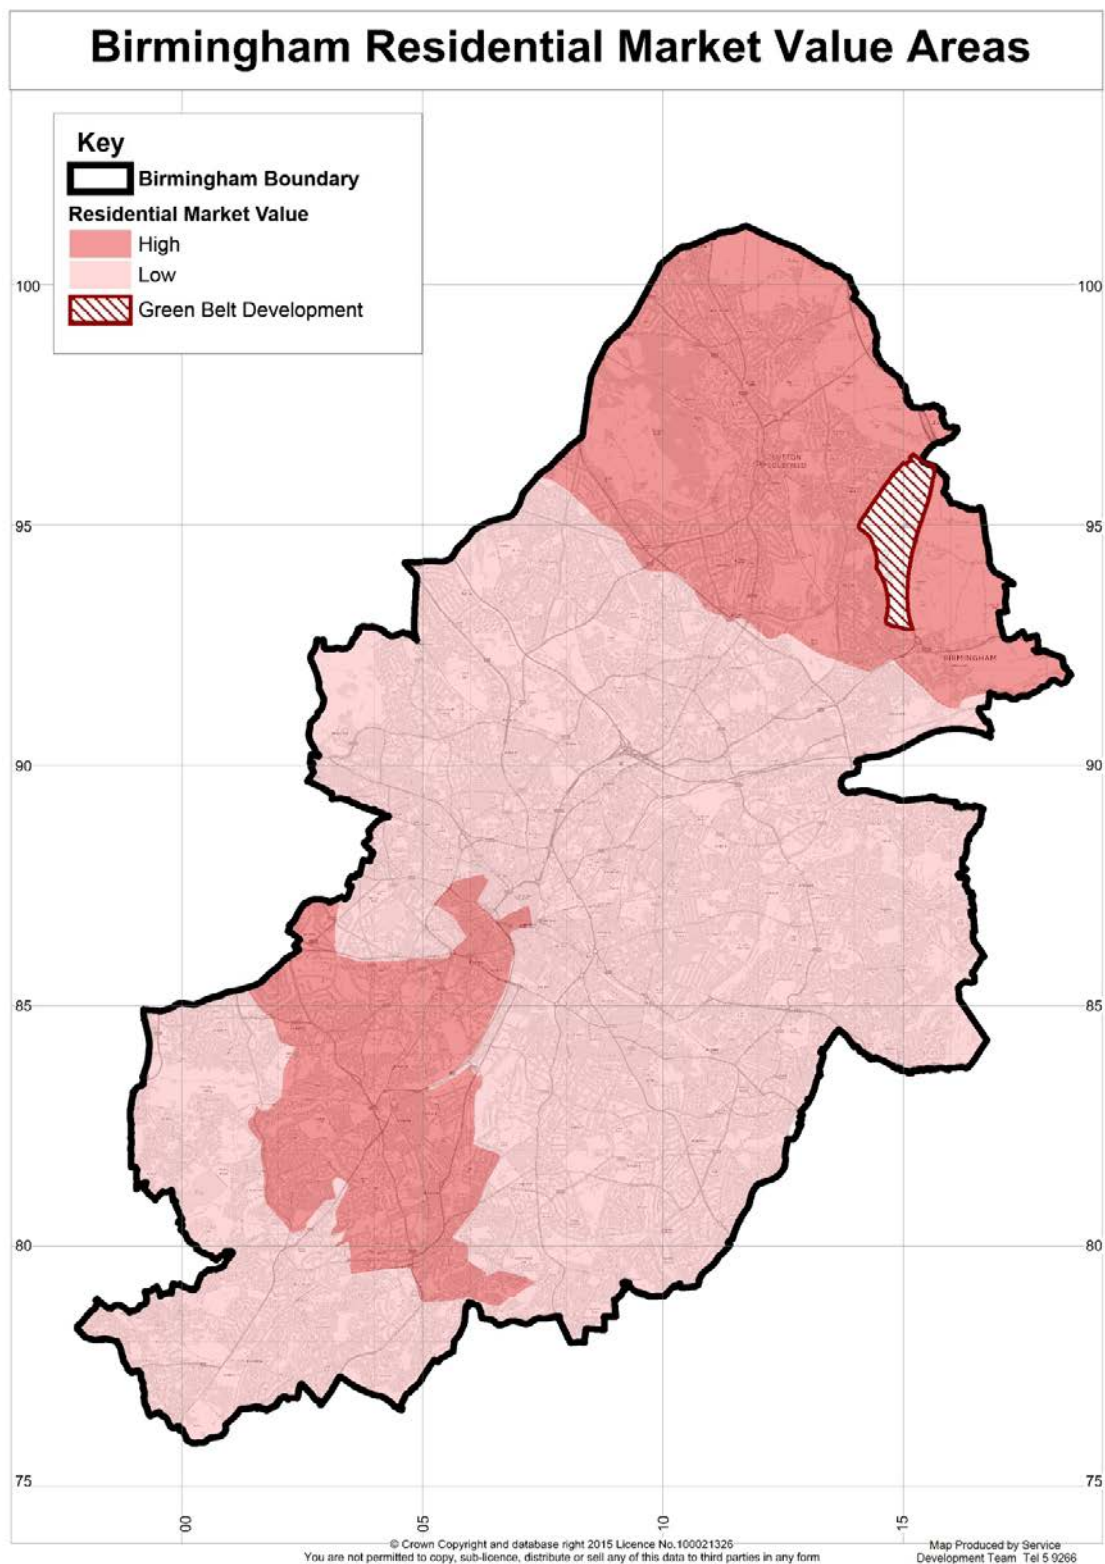 Birmingham Residential Market Value Areas
Key
Birmingham Boundary
Residential Market Value
High
Low
Green Belt Development
100
100
95
95
BIRMINGHAM
90
90
85
85
80
80
75
75
00
05
10
15
© Crown Copyright and database right 2015 Licence No.100021326
You are not permitted to copy, sub-licence, distribute or sell any of this data to third parties in any form
Map Produced by Service
Development Team Tel 5 9266